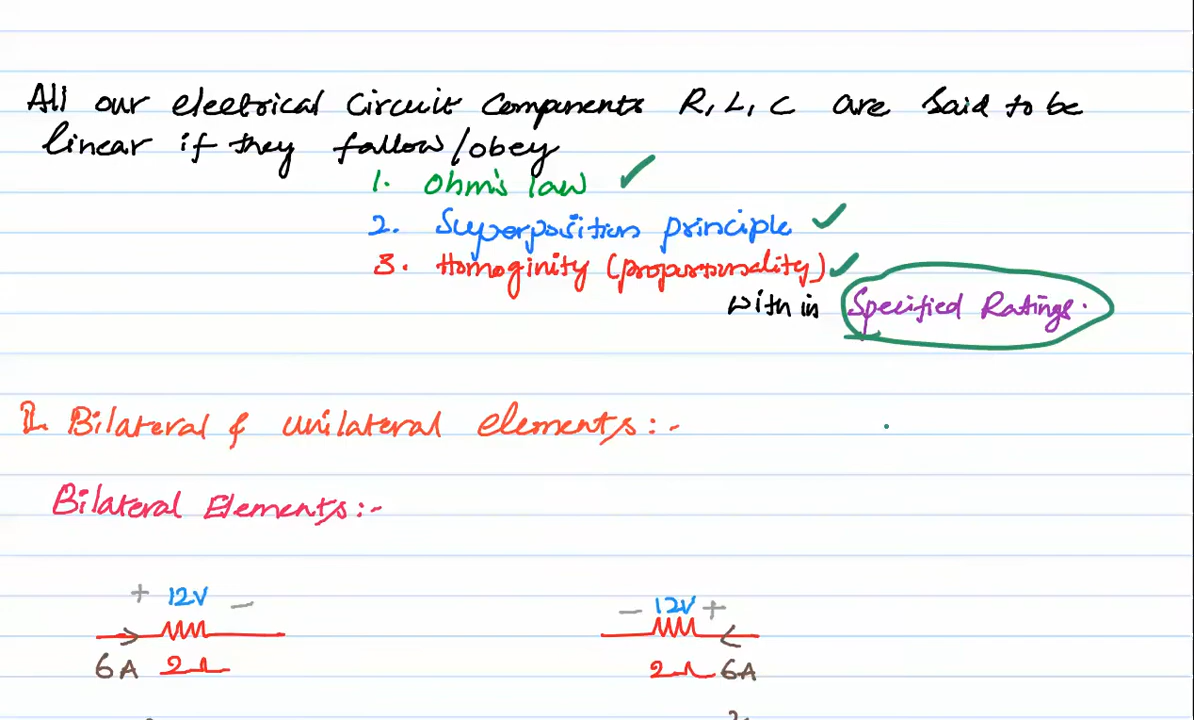 All our electrical Circuit Components R, L, C are said to be
linear if they follow/obey
1. Ohm's law ✓
2. Superposition principle ✓
3. Homoginity (proportionality) ✓
with in Specified Ratings.
2. Bilateral & unilateral elements:-
Bilateral Elements:-
+ 12V - - 12V +
6A 2Ω 2Ω 6A